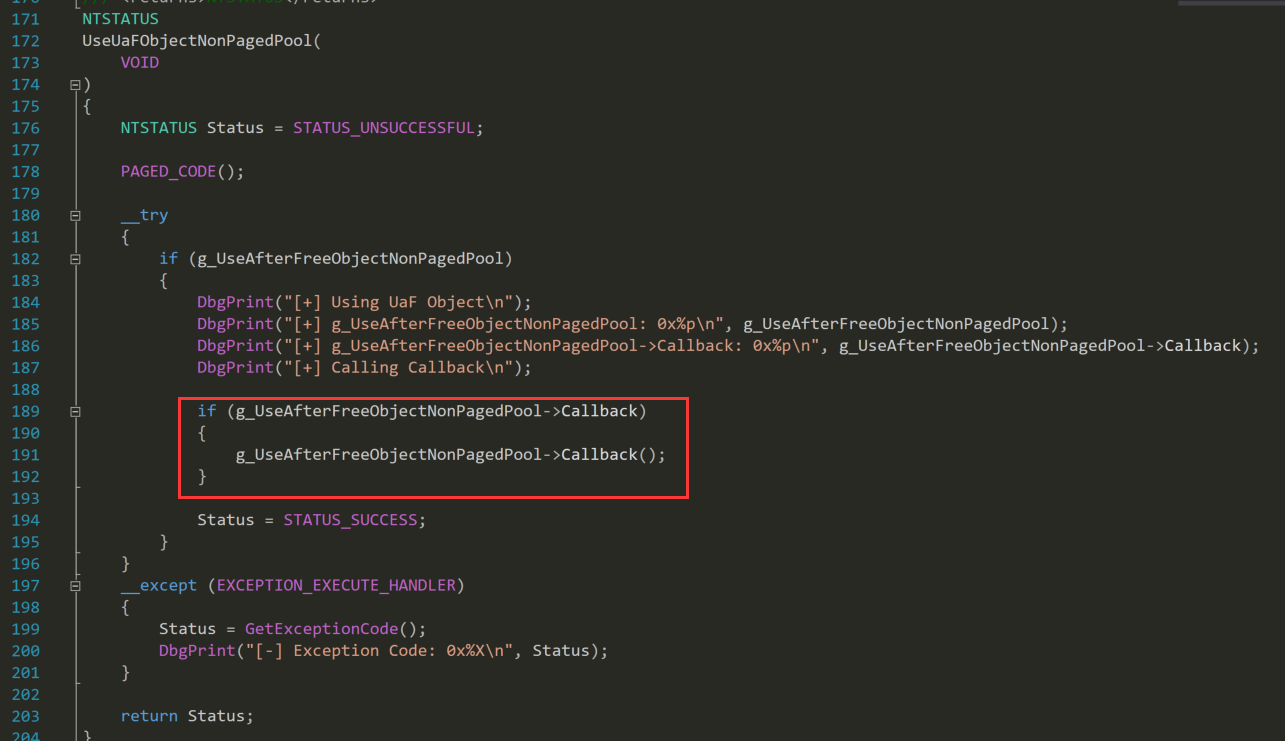 171 NTSTATUS
172 UseUaFObjectNonPagedPool(
173     VOID
174 )
175 {
176     NTSTATUS Status = STATUS_UNSUCCESSFUL;
177
178     PAGED_CODE();
179
180     __try
181     {
182         if (g_UseAfterFreeObjectNonPagedPool)
183         {
184             DbgPrint("[+] Using UaF Object\n");
185             DbgPrint("[+] g_UseAfterFreeObjectNonPagedPool: 0x%p\n", g_UseAfterFreeObjectNonPagedPool);
186             DbgPrint("[+] g_UseAfterFreeObjectNonPagedPool->Callback: 0x%p\n", g_UseAfterFreeObjectNonPagedPool->Callback);
187             DbgPrint("[+] Calling Callback\n");
188
189             if (g_UseAfterFreeObjectNonPagedPool->Callback)
190             {
191                 g_UseAfterFreeObjectNonPagedPool->Callback();
192             }
193
194             Status = STATUS_SUCCESS;
195         }
196     }
197     __except (EXCEPTION_EXECUTE_HANDLER)
198     {
199         Status = GetExceptionCode();
200         DbgPrint("[-] Exception Code: 0x%X\n", Status);
201     }
202
203     return Status;
204 }